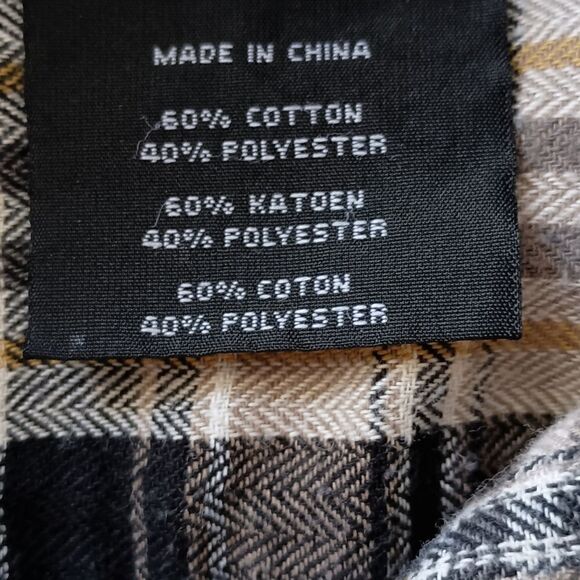 MADE IN CHINA
60% COTTON
40% POLYESTER
60% KATOEN
40% POLYESTER
60% COTON
40% POLYESTER